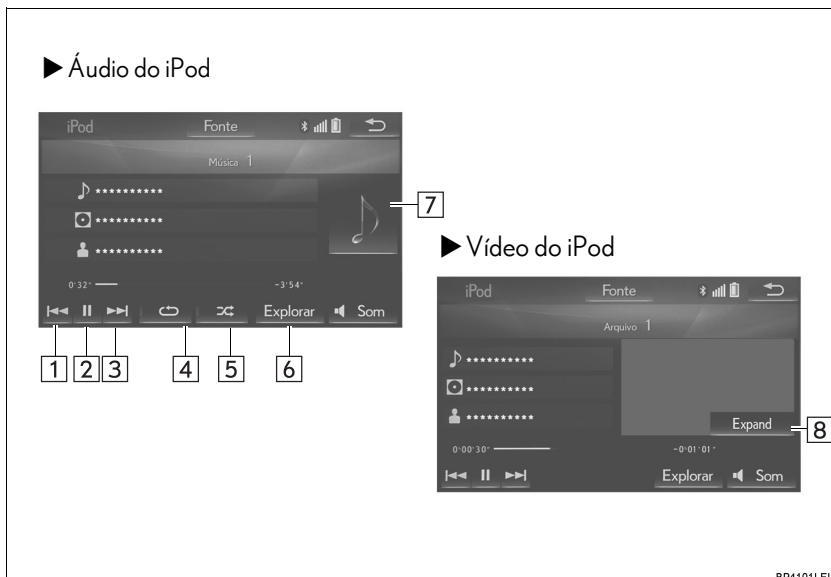 Áudio do iPod
iPod Fonte
Música 1
**********
**********
**********
0'32" -3'54"
Explorar Som
1 2 3 4 5 6
7
Vídeo do iPod
iPod Fonte
Arquivo 1
**********
**********
**********
Expand
8
0°00'30" -0°01'01"
Explorar Som